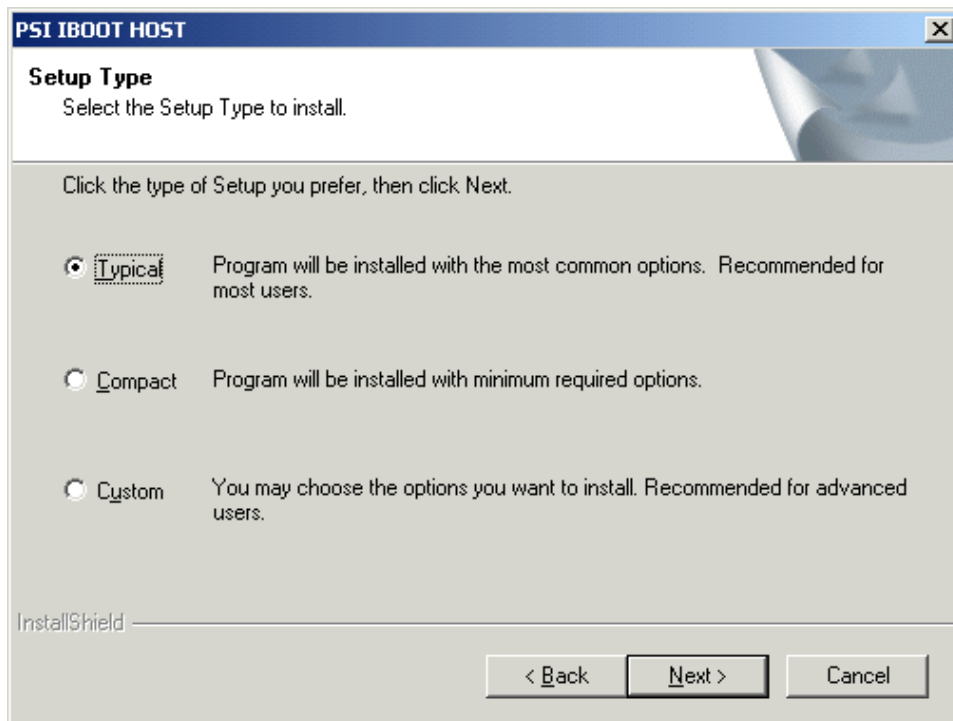 PSI IBOOT HOST
Setup Type
Select the Setup Type to install.
Click the type of Setup you prefer, then click Next.
Typical Program will be installed with the most common options. Recommended for
most users.
Compact Program will be installed with minimum required options.
Custom You may choose the options you want to install. Recommended for advanced
users.
InstallShield
< Back Next > Cancel